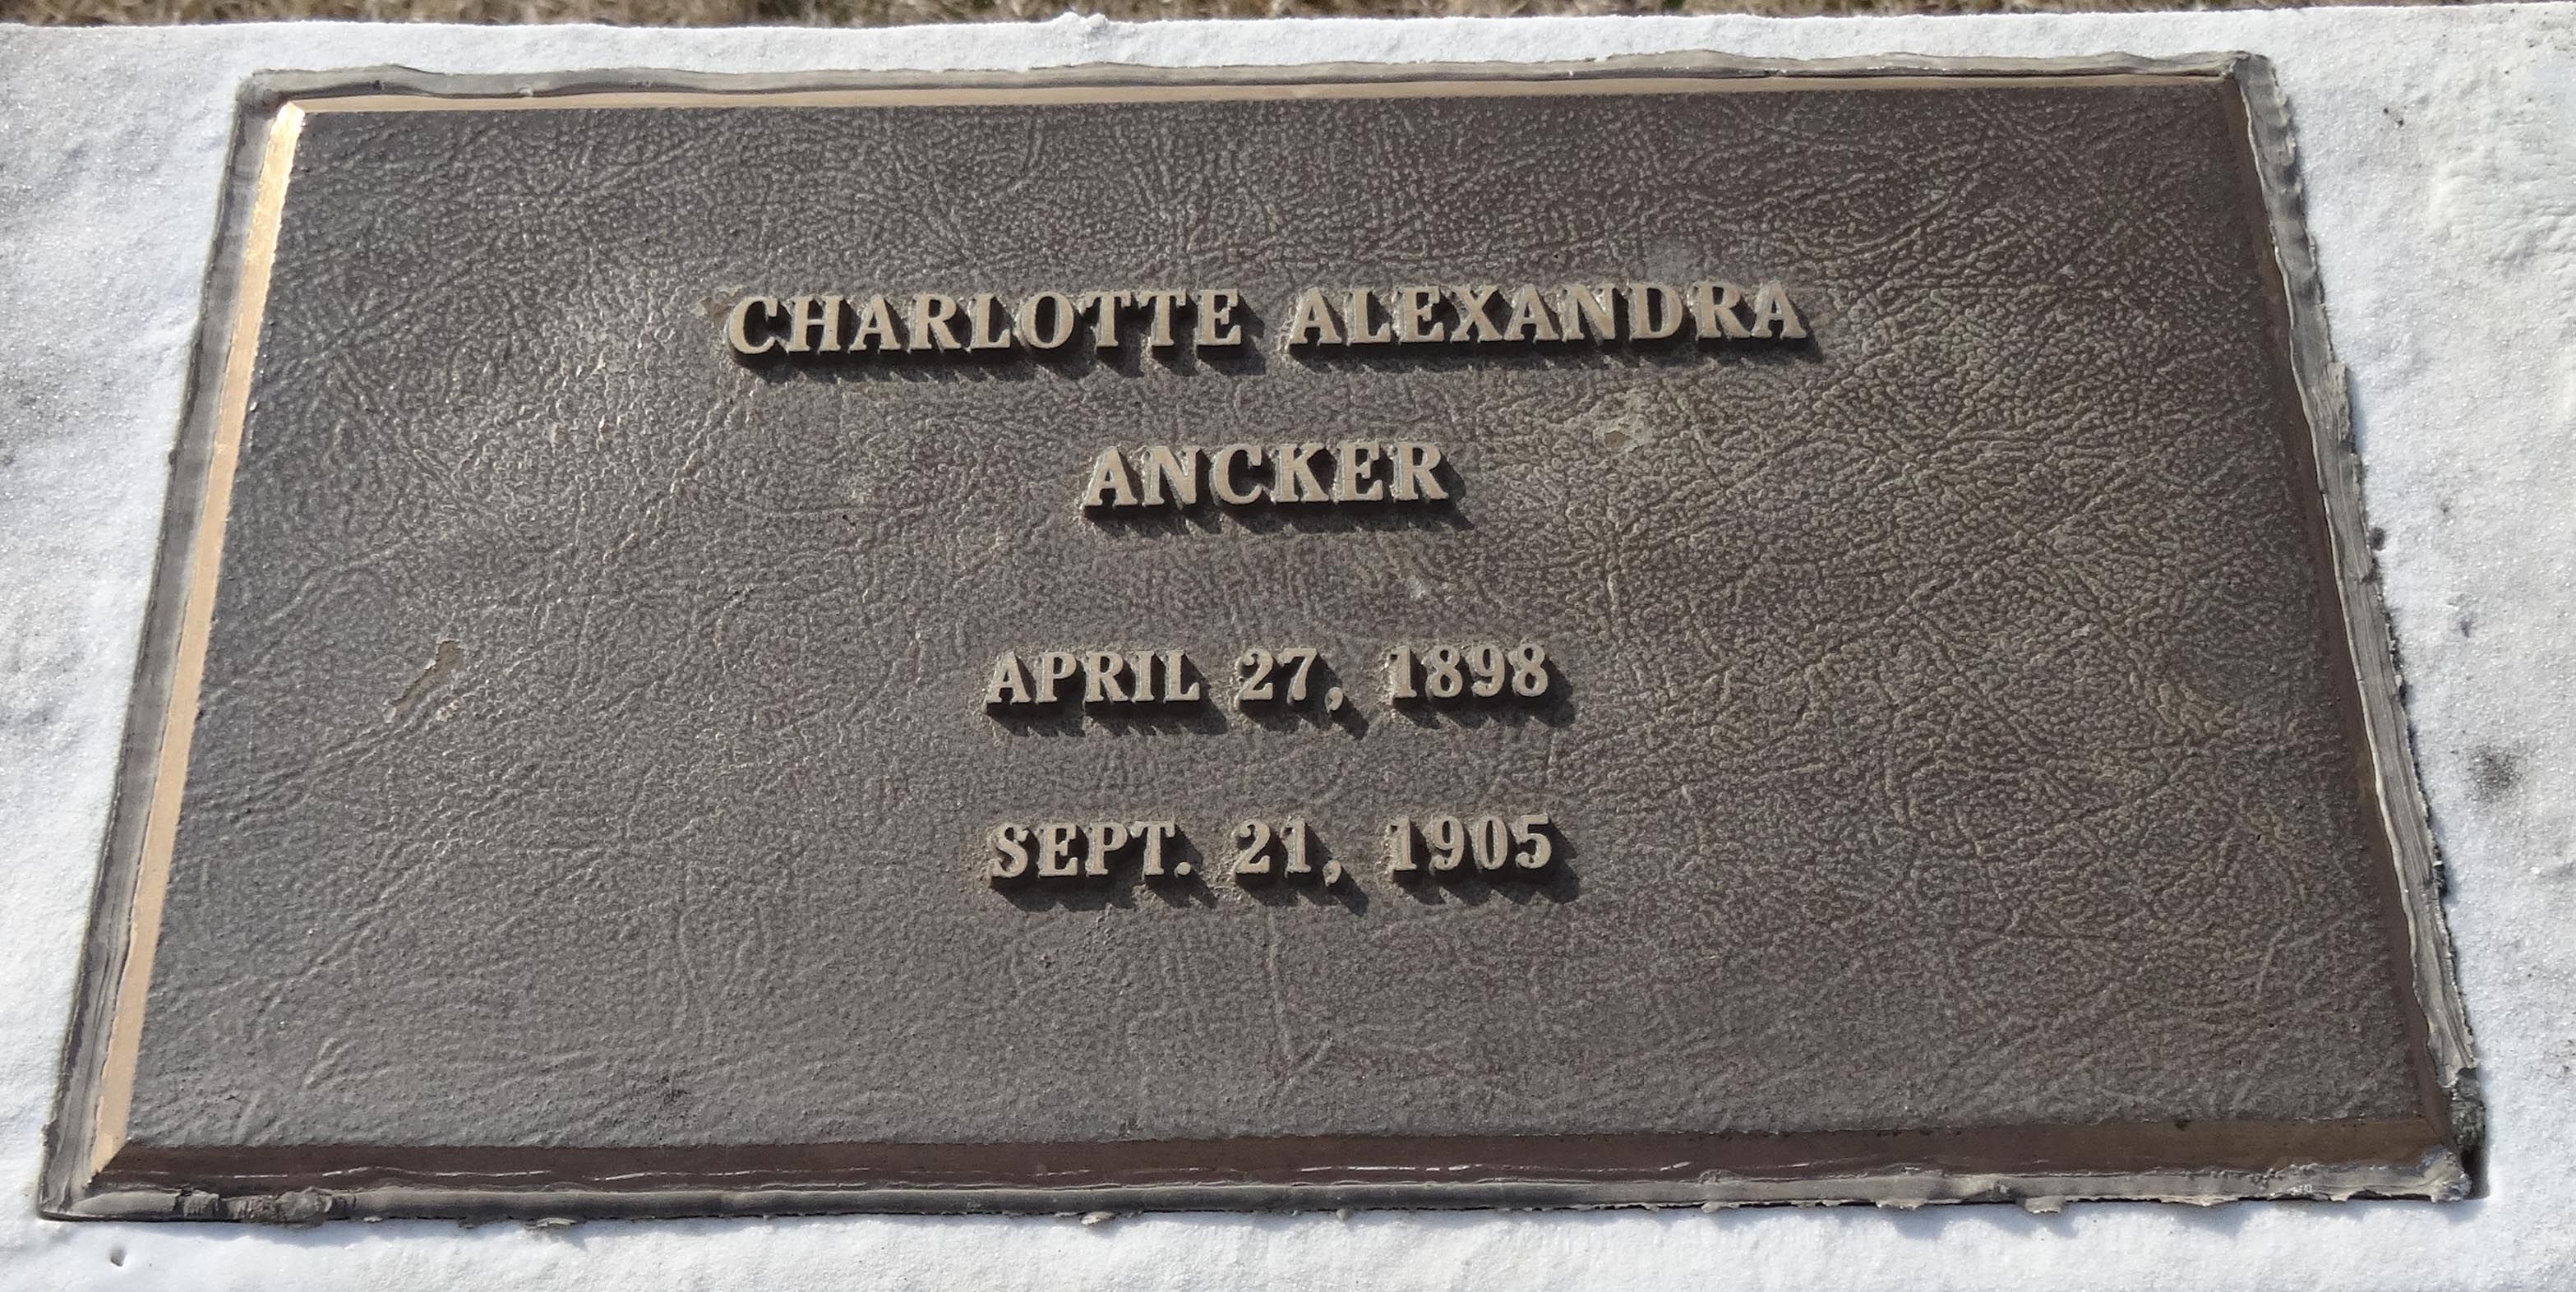 CHARLOTTE ALEXANDRA
ANCKER
APRIL 27, 1898
SEPT. 21, 1905